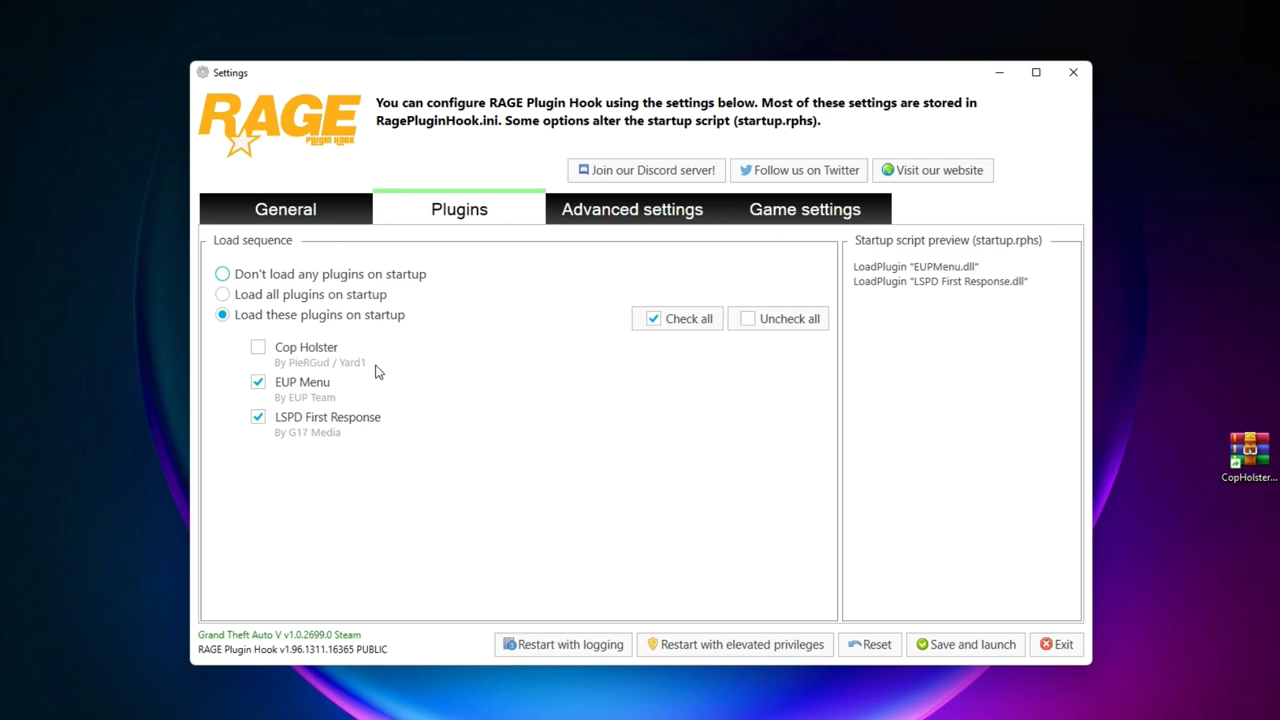 Settings
RAGE
PLUGIN HOOK
You can configure RAGE Plugin Hook using the settings below. Most of these settings are stored in
RagePluginHook.ini. Some options alter the startup script (startup.rphs).
Join our Discord server!
Follow us on Twitter
Visit our website
General
Plugins
Advanced settings
Game settings
Load sequence
Don't load any plugins on startup
Load all plugins on startup
Load these plugins on startup
Check all
Uncheck all
Cop Holster
By PieRGud / Yard1
EUP Menu
By EUP Team
LSPD First Response
By G17 Media
Startup script preview (startup.rphs)
LoadPlugin "EUPMenu.dll"
LoadPlugin "LSPD First Response.dll"
CopHolster...
Grand Theft Auto V v1.0.2699.0 Steam
RAGE Plugin Hook v1.96.1311.16365 PUBLIC
Restart with logging
Restart with elevated privileges
Reset
Save and launch
Exit